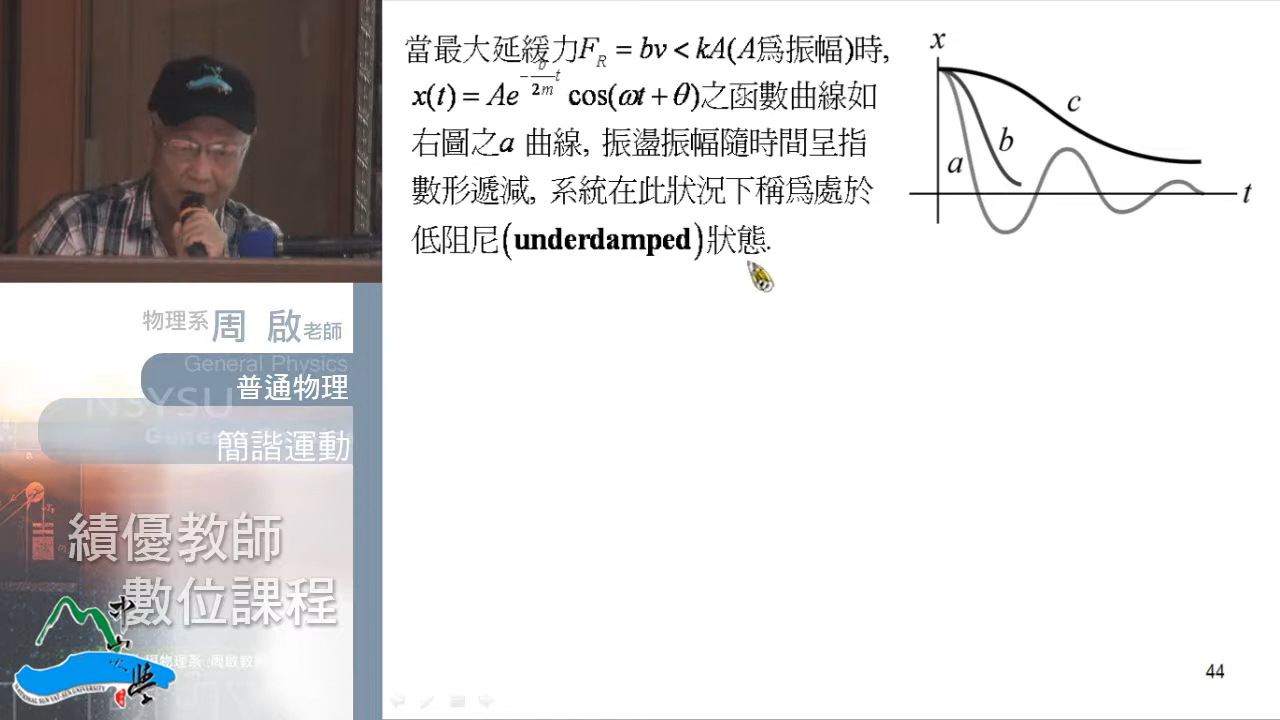 當最大延緩力F_R = bv < kA(A為振幅)時,
x(t) = Ae^{-\frac{b}{2m}t} cos(ωt + θ)之函數曲線如
右圖之a 曲線, 振盪振幅隨時間呈指
數形遞減, 系統在此狀況下稱為處於
低阻尼(underdamped)狀態.
x
c
b
a
t
物理系周 啟老師
General Physics
普通物理
NSYSU
簡諧運動
績優教師
數位課程
44